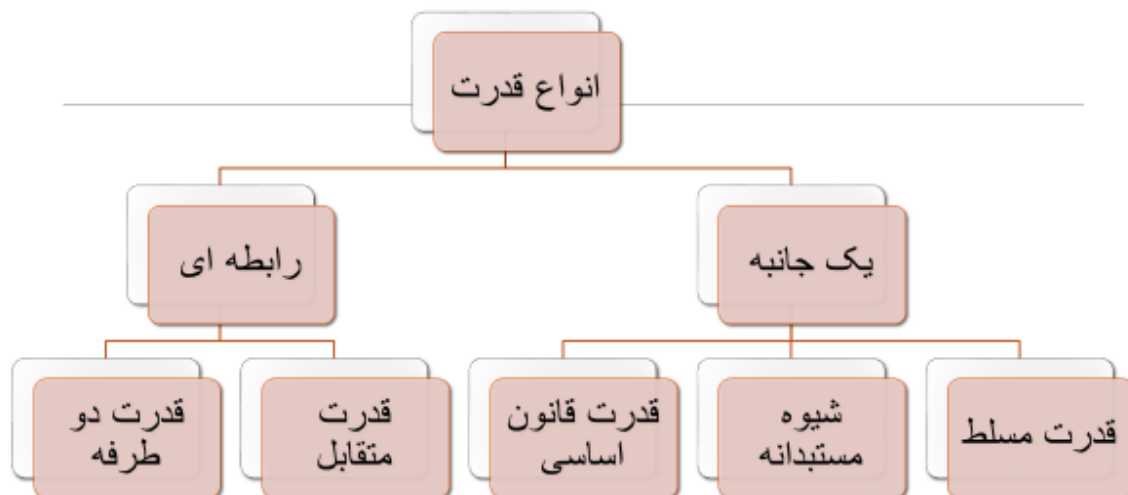 انواع قدرت
یک جانبه
رابطه ای
قدرت مسلط
شیوه
مستبدانه
قدرت قانون
اساسی
قدرت
متقابل
قدرت دو
طرفه